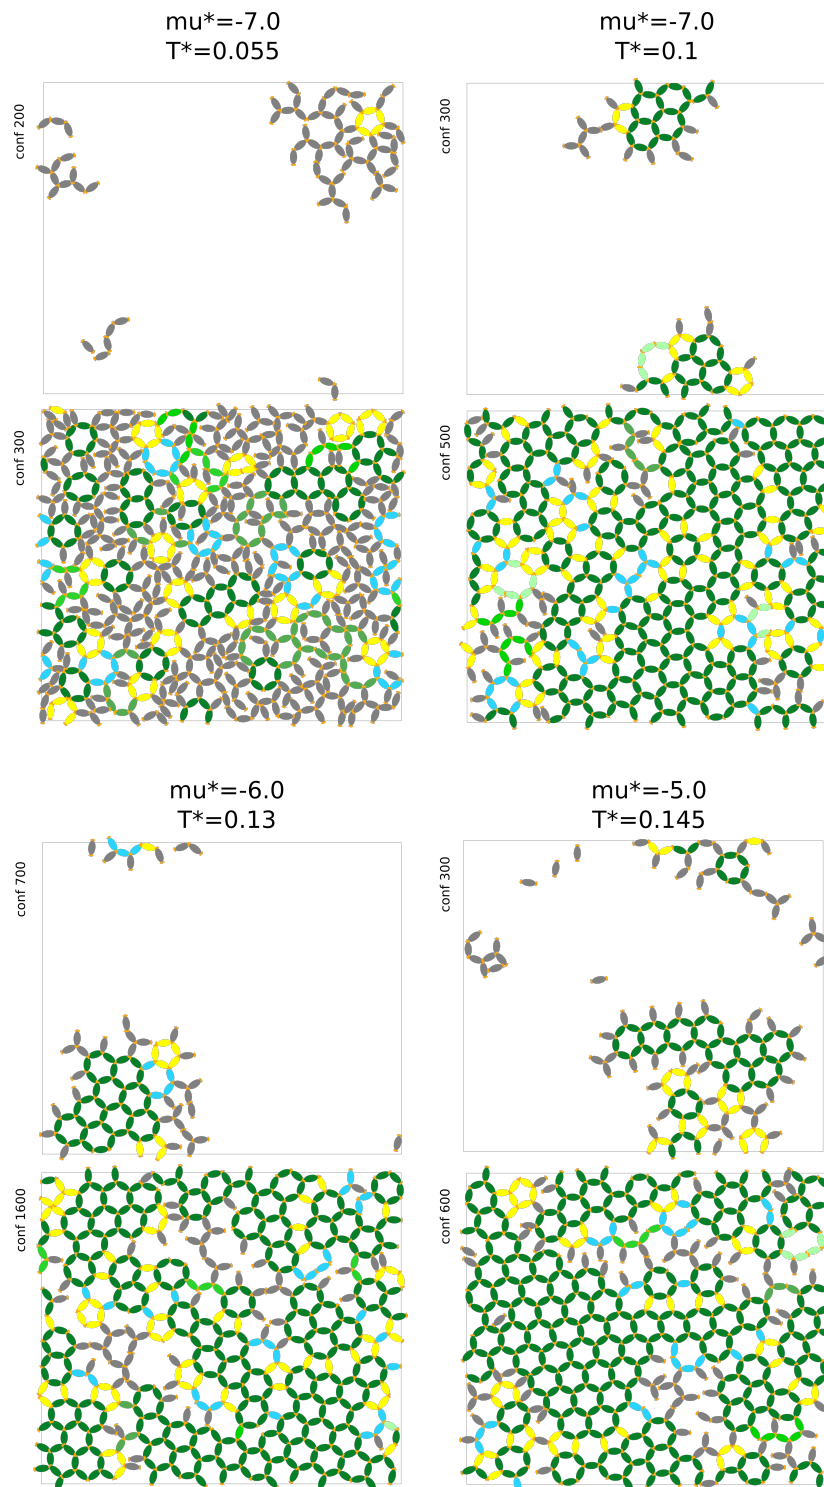 mu*=-7.0
T*=0.055
mu*=-7.0
T*=0.1
conf 200
conf 300
conf 300
conf 500
mu*=-6.0
T*=0.13
mu*=-5.0
T*=0.145
conf 700
conf 300
conf 1600
conf 600